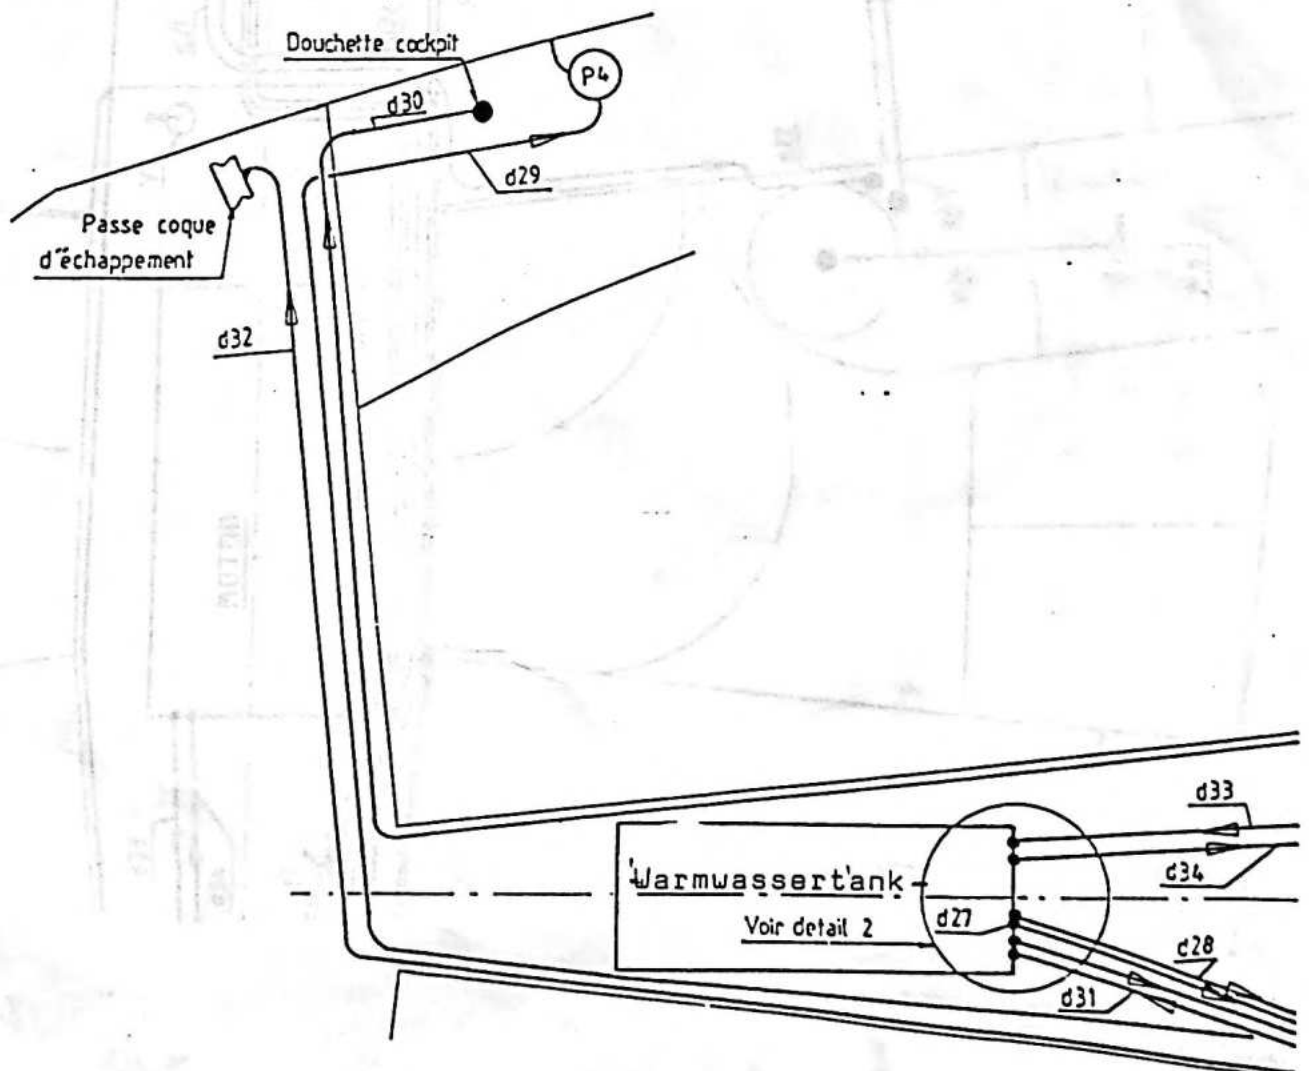 Douchette cockpit
P4
d30
d29
Passe coque
d'échappement
d32
d33
Warmwassertank
d34
Voir detail 2
d27
d28
d31